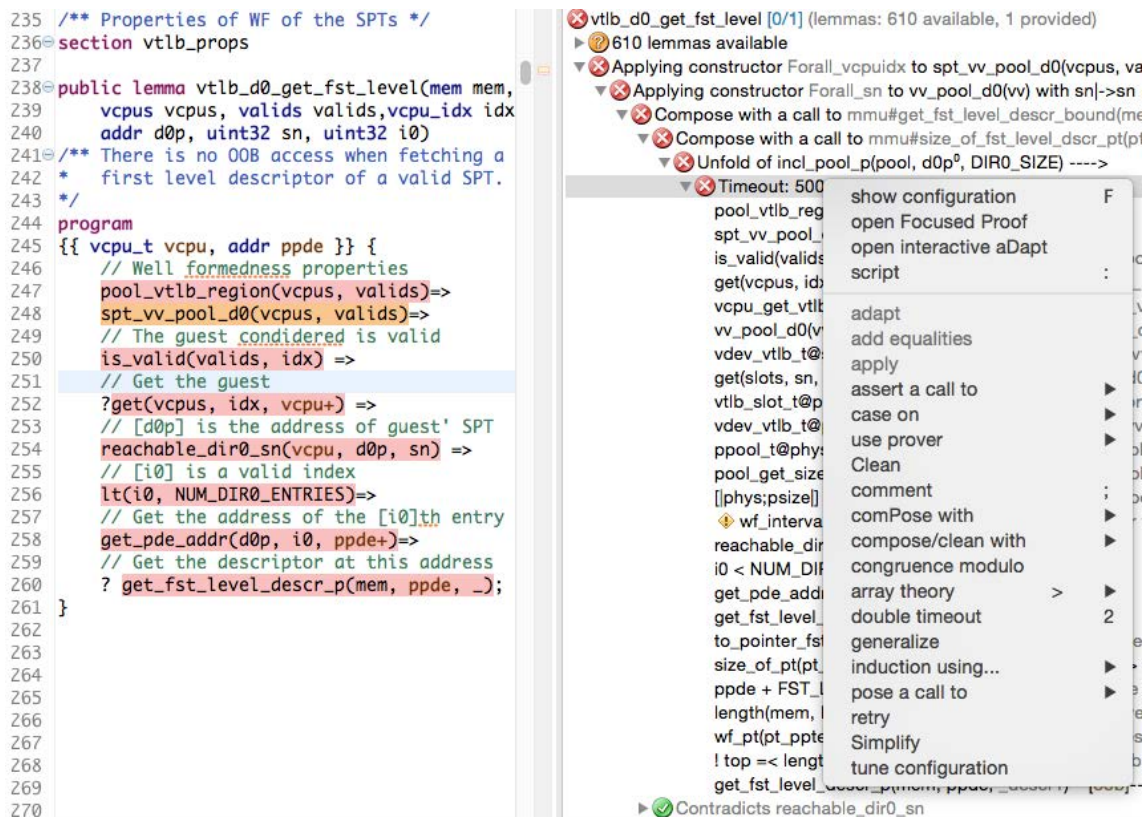 235 /** Properties of WF of the SPTs */
236 section vtlb_props
237
238 public lemma vtlb_d0_get_fst_level(mem mem,
239 vcpus vcpus, valids valids,vcpu_idx idx
240 addr d0p, uint32 sn, uint32 i0)
241 /** There is no OOB access when fetching a
242 * first level descriptor of a valid SPT.
243 */
244 program
245 {{ vcpu_t vcpu, addr ppde }} {
246 // Well formedness properties
247 pool_vtlb_region(vcpus, valids)=>
248 spt_vv_pool_d0(vcpus, valids)=>
249 // The guest condidered is valid
250 is_valid(valids, idx) =>
251 // Get the guest
252 ?get(vcpus, idx, vcpu+) =>
253 // [d0p] is the address of guest' SPT
254 reachable_dir0_sn(vcpu, d0p, sn) =>
255 // [i0] is a valid index
256 lt(i0, NUM_DIR0_ENTRIES)=>
257 // Get the address of the [i0]th entry
258 get_pde_addr(d0p, i0, ppde+)=>
259 // Get the descriptor at this address
260 ? get_fst_level_descr_p(mem, ppde, _);
261 }
262
263
264
265
266
267
268
269
270
vtlb_d0_get_fst_level [0/1] (lemmas: 610 available, 1 provided)
610 lemmas available
Applying constructor Forall_vcpuidx to spt_vv_pool_d0(vcpus, va
Applying constructor Forall_sn to vv_pool_d0(vv) with sn|->sn
Compose with a call to mmu#get_fst_level_descr_bound(me
Compose with a call to mmu#size_of_fst_level_dscr_pt(pt
Unfold of incl_pool_p(pool, d0p⁰, DIR0_SIZE) ---->
Timeout: 500
pool_vtlb_reg
spt_vv_pool_
is_valid(valids
get(vcpus, idx
vcpu_get_vtlb
vv_pool_d0(v
vdev_vtlb_t@
get(slots, sn,
vtlb_slot_t@p
vdev_vtlb_t@
ppool_t@phys
pool_get_size
[|phys;psize|]
wf_interva
reachable_dir
i0 < NUM_DIR
get_pde_addr
get_fst_level_
to_pointer_fst
size_of_pt(pt_
ppde + FST_L
length(mem,
wf_pt(pt_ppte
! top =< lengt
get_fst_level_descr_p(mem, ppde,
Contradicts reachable_dir0_sn
show configuration F
open Focused Proof
open interactive aDapt
script :
adapt
add equalities
apply
assert a call to
case on
use prover
Clean
comment ;
comPose with
compose/clean with
congruence modulo
array theory >
double timeout 2
generalize
induction using...
pose a call to
retry
Simplify
tune configuration